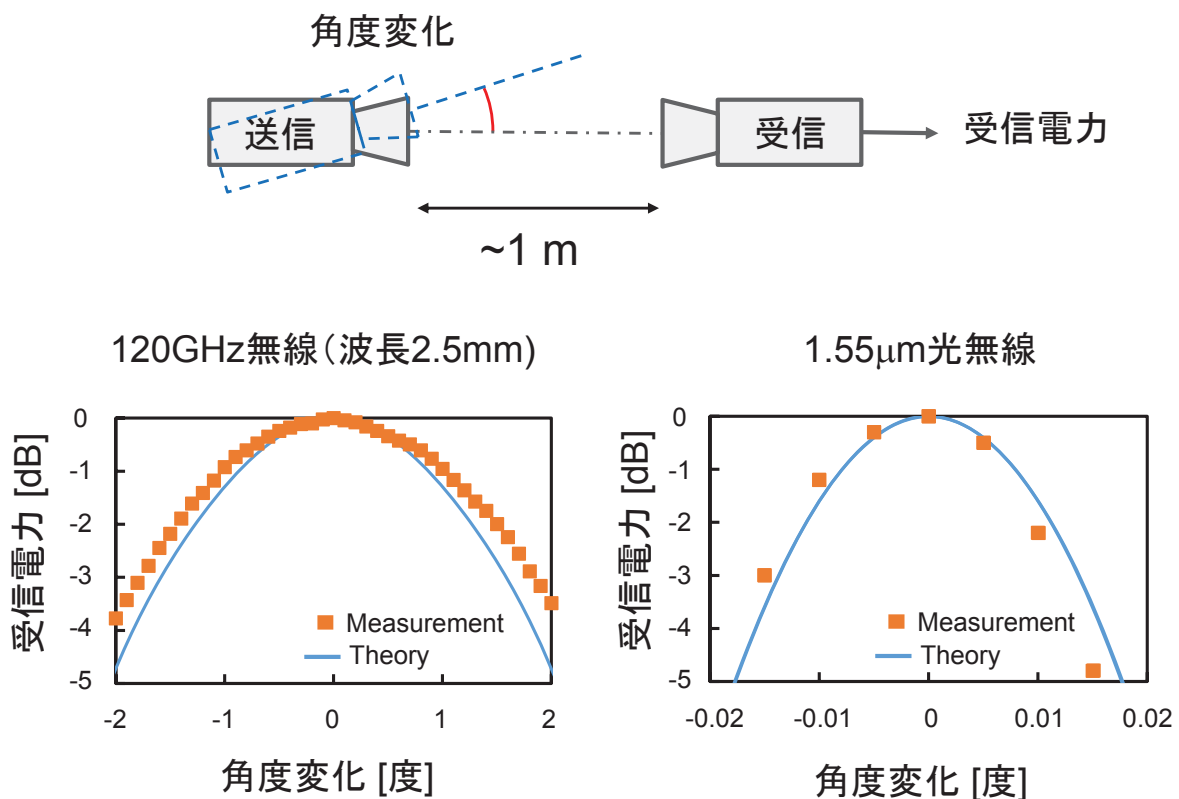 角度変化
送信
受信
受信電力
~1 m
120GHz無線（波長2.5mm）
1.55μm光無線
受信電力 [dB]
0
-1
-2
-3
-4
-5
Measurement
Theory
-2
-1
0
1
2
角度変化 [度]
受信電力 [dB]
0
-1
-2
-3
-4
-5
Measurement
Theory
-0.02
-0.01
0
0.01
0.02
角度変化 [度]